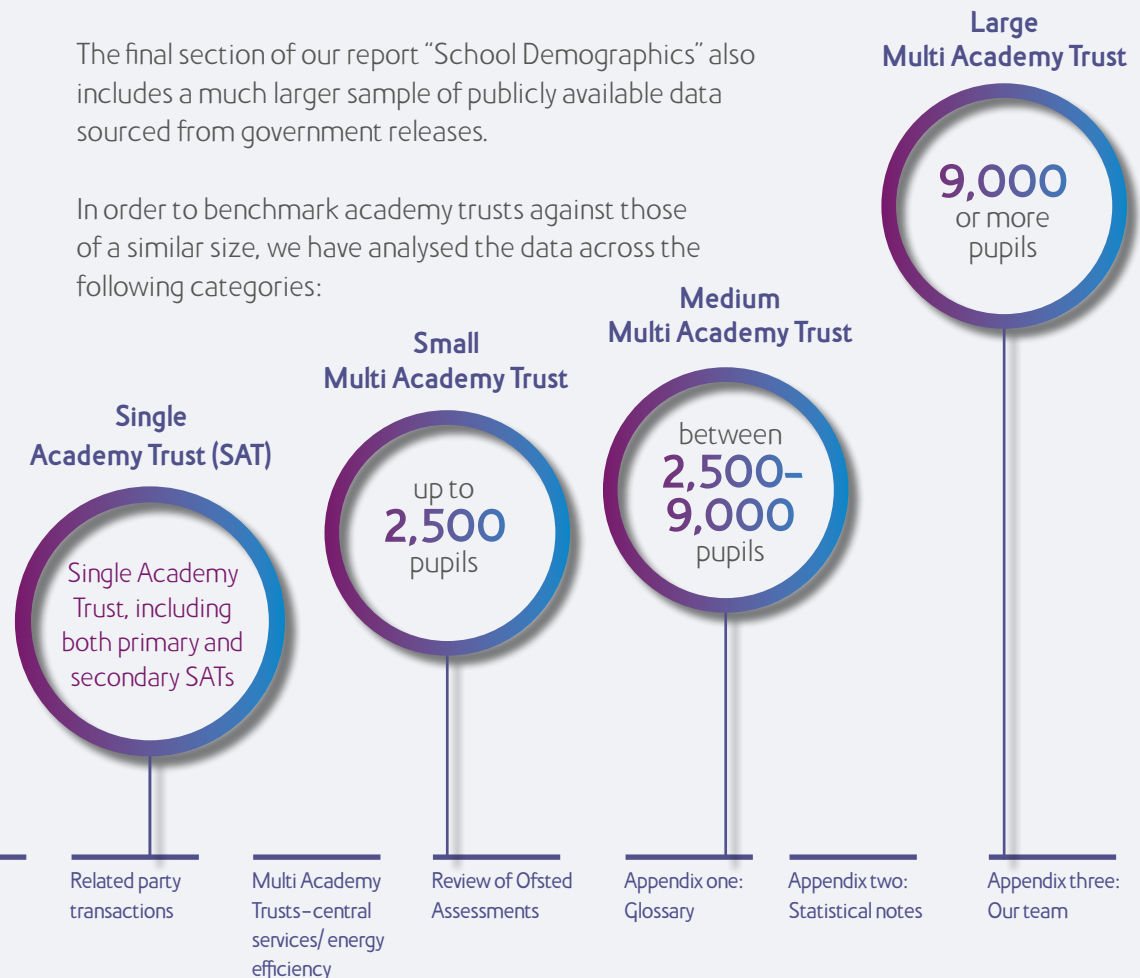 The final section of our report “School Demographics” also
includes a much larger sample of publicly available data
sourced from government releases.
In order to benchmark academy trusts against those
of a similar size, we have analysed the data across the
following categories:
Single
Academy Trust (SAT)
Single Academy
Trust, including
both primary and
secondary SATs
Small
Multi Academy Trust
up to
2,500
pupils
Medium
Multi Academy Trust
between
2,500–
9,000
pupils
Large
Multi Academy Trust
9,000
or more
pupils
Related party
transactions
Multi Academy
Trusts–central
services/ energy
efficiency
Review of Ofsted
Assessments
Appendix one:
Glossary
Appendix two:
Statistical notes
Appendix three:
Our team